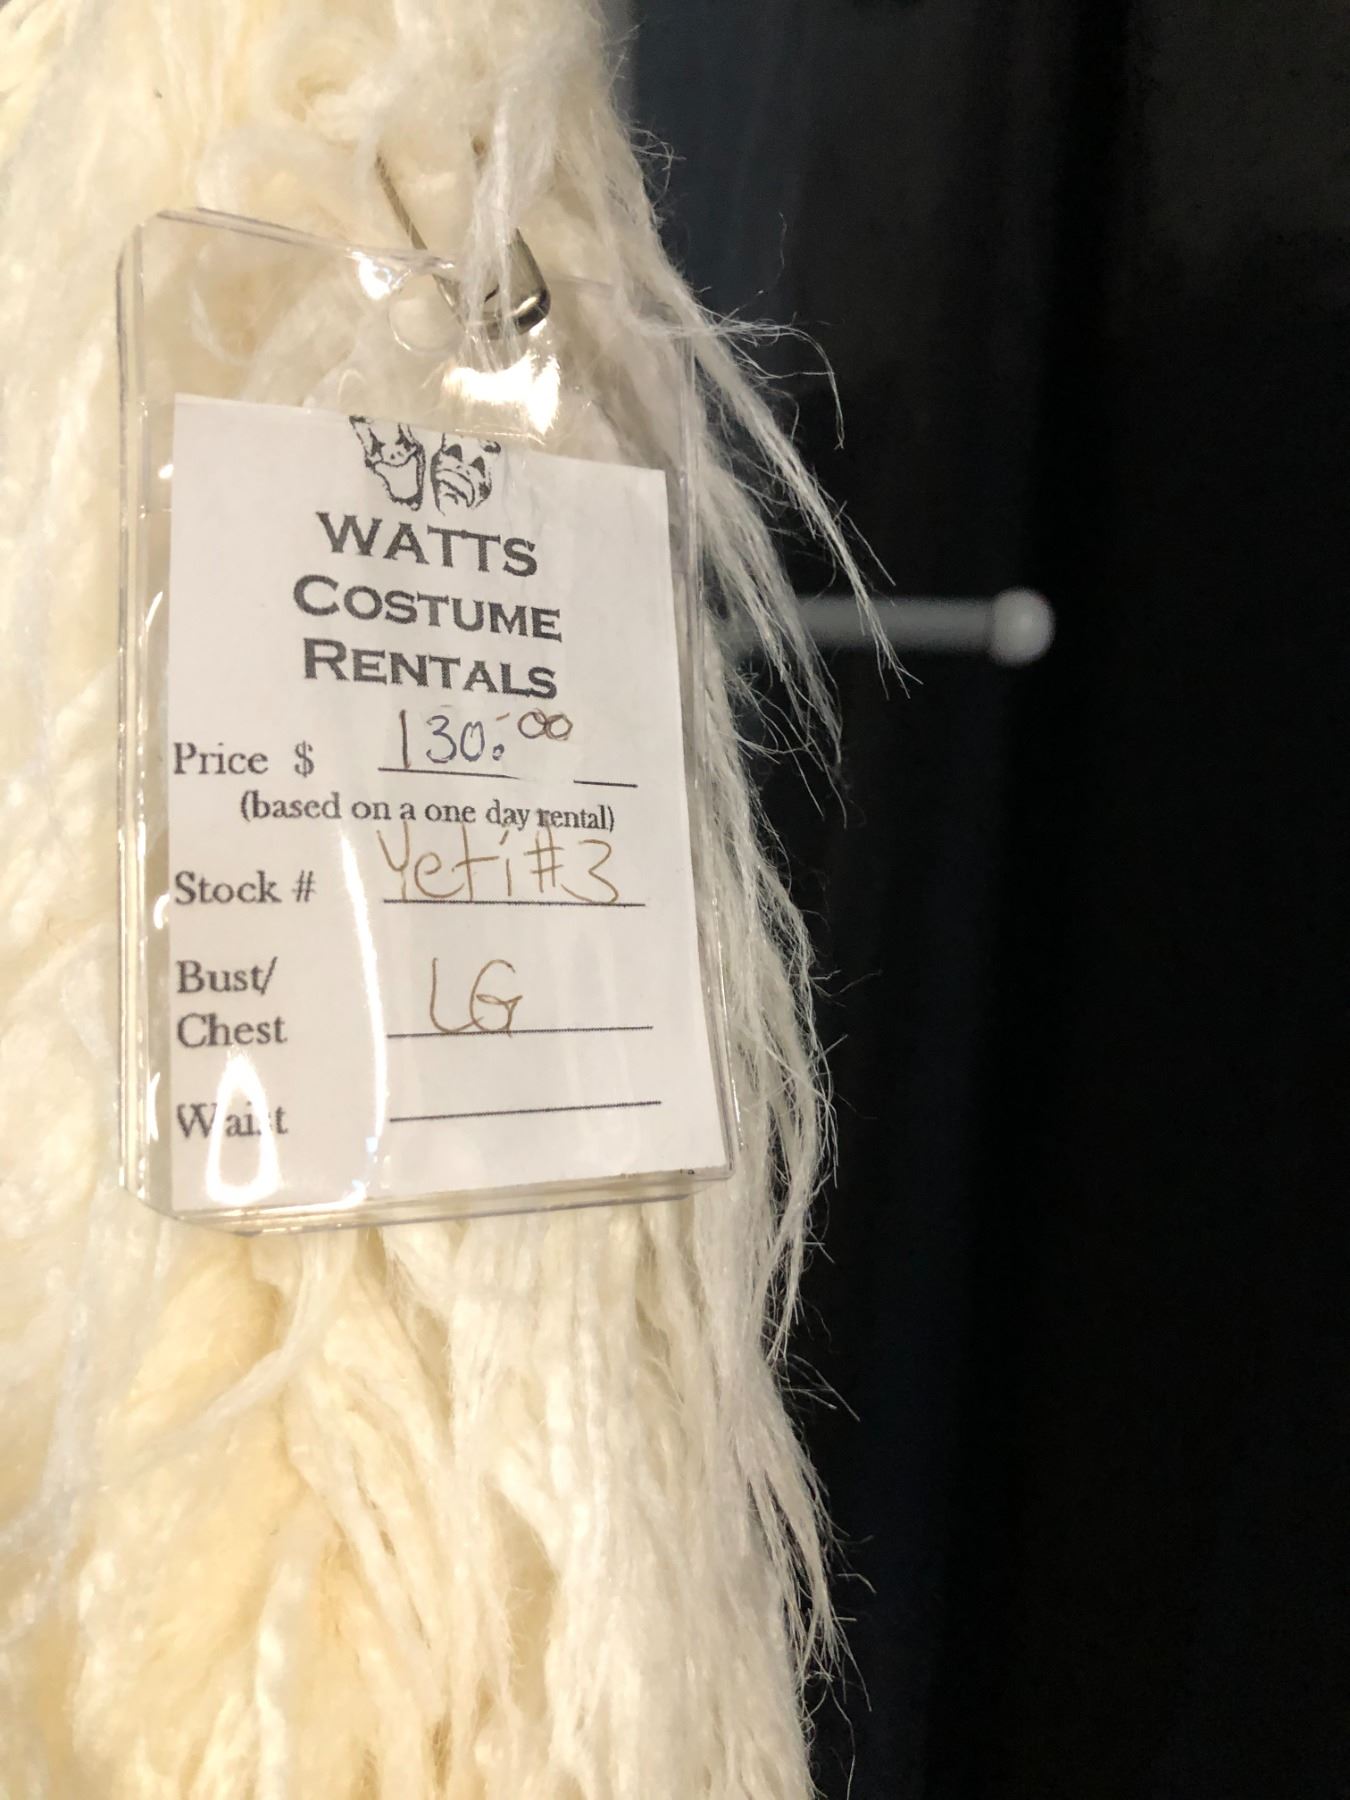 WATTS
COSTUME
RENTALS
Price $ 130.00
(based on a one day rental)
Stock # Yeti #3
Bust/
Chest LG
Waist